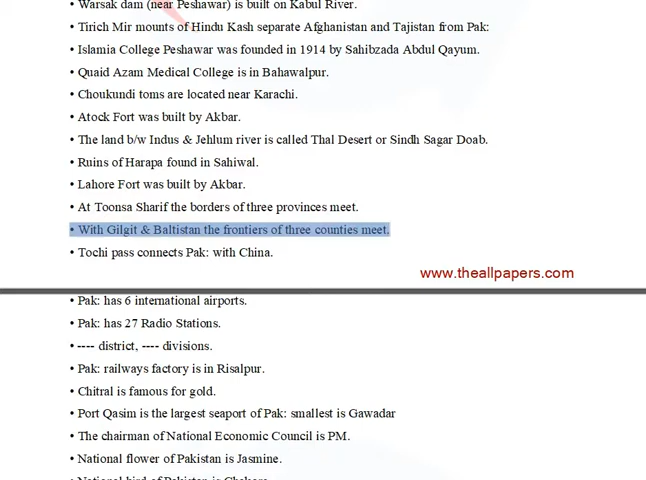 • Warsak dam (near Peshawar) is built on Kabul River.
• Tirich Mir mounts of Hindu Kash separate Afghanistan and Tajistan from Pak:
• Islamia College Peshawar was founded in 1914 by Sahibzada Abdul Qayum.
• Quaid Azam Medical College is in Bahawalpur.
• Choukundi toms are located near Karachi.
• Atock Fort was built by Akbar.
• The land b/w Indus & Jehlum river is called Thal Desert or Sindh Sagar Doab.
• Ruins of Harapa found in Sahiwal.
• Lahore Fort was built by Akbar.
• At Toonsa Sharif the borders of three provinces meet.
• With Gilgit & Baltistan the frontiers of three counties meet.
• Tochi pass connects Pak: with China.
www.theallpapers.com
• Pak: has 6 international airports.
• Pak: has 27 Radio Stations.
• ---- district, ---- divisions.
• Pak: railways factory is in Risalpur.
• Chitral is famous for gold.
• Port Qasim is the largest seaport of Pak: smallest is Gawadar
• The chairman of National Economic Council is PM.
• National flower of Pakistan is Jasmine.
• National bird of Pakistan is Chakore.